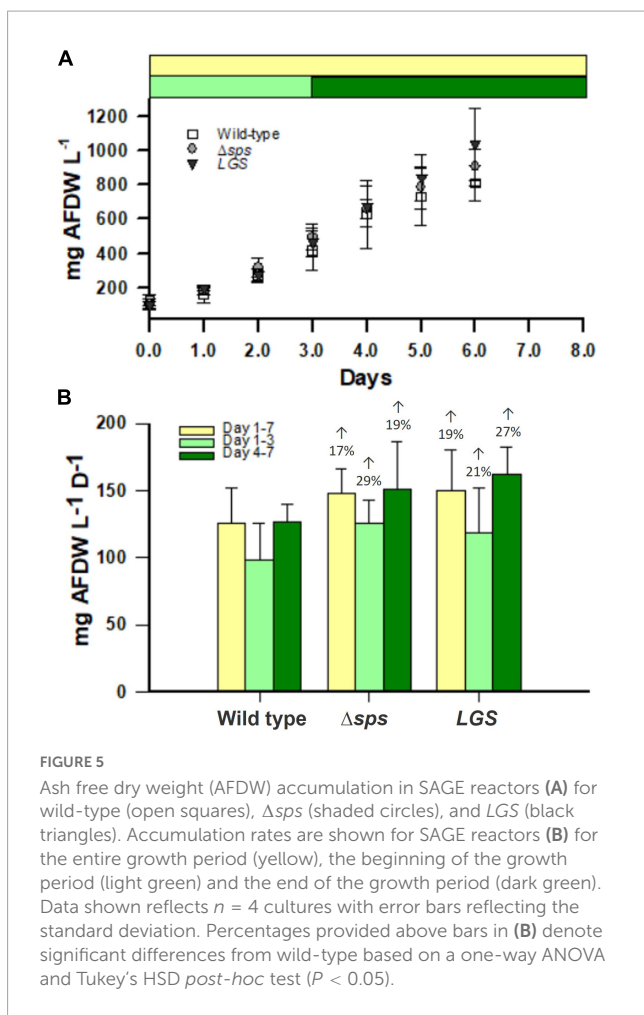 A
1200
1000
800
600
400
200
mg AFDW L-1
Wild-type
Δsps
LGS
0.0 1.0 2.0 3.0 4.0 5.0 6.0 7.0 8.0
Days
B
200
150
100
50
0
mg AFDW L-1 D-1
Day 1-7
Day 1-3
Day 4-7
↑ 17%
↑ 29%
↑ 19%
↑ 19%
↑ 21%
↑ 27%
Wild type Δsps LGS
FIGURE 5
Ash free dry weight (AFDW) accumulation in SAGE reactors (A) for
wild-type (open squares), Δsps (shaded circles), and LGS (black
triangles). Accumulation rates are shown for SAGE reactors (B) for
the entire growth period (yellow), the beginning of the growth
period (light green) and the end of the growth period (dark green).
Data shown reflects n = 4 cultures with error bars reflecting the
standard deviation. Percentages provided above bars in (B) denote
significant differences from wild-type based on a one-way ANOVA
and Tukey's HSD post-hoc test (P < 0.05).